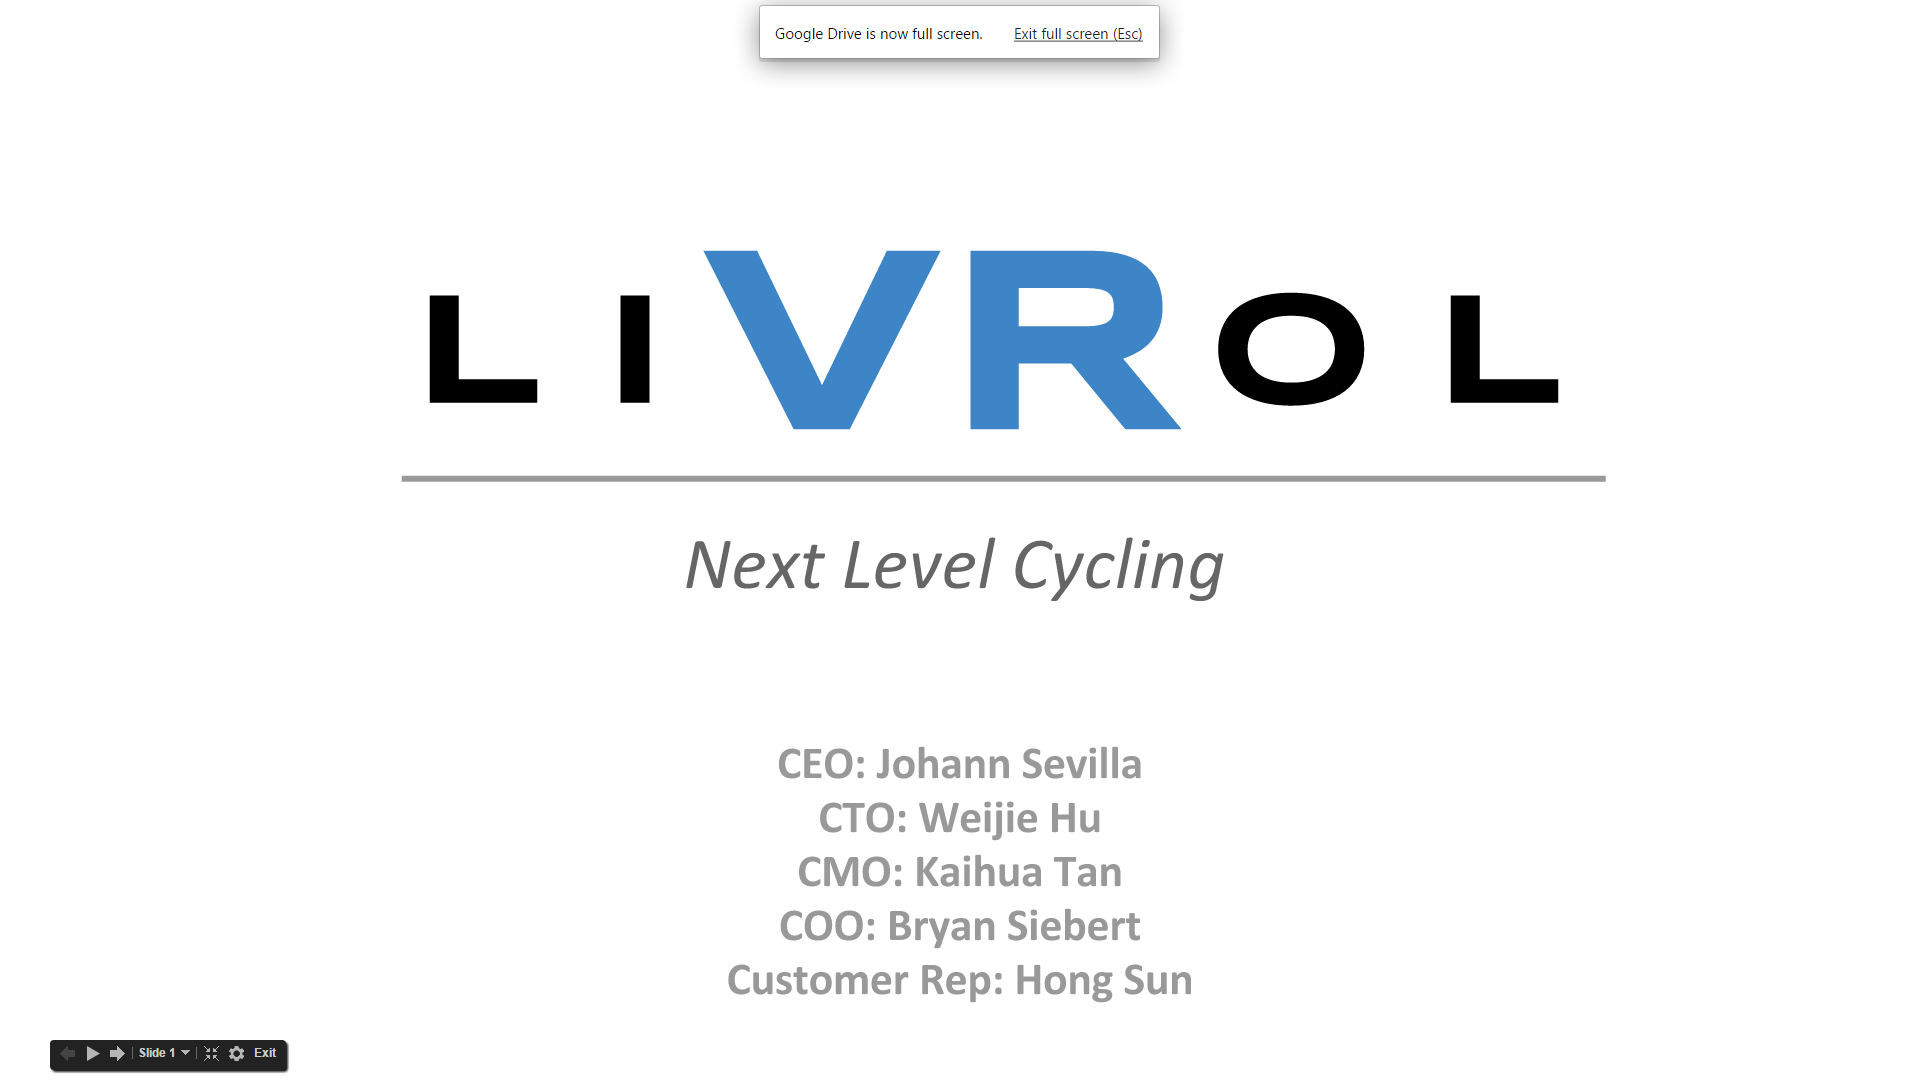 Google Drive is now full screen. Exit full screen (Esc)
LIVROL
Next Level Cycling
CEO: Johann Sevilla
CTO: Weijie Hu
CMO: Kaihua Tan
COO: Bryan Siebert
Customer Rep: Hong Sun
Slide 1 Exit